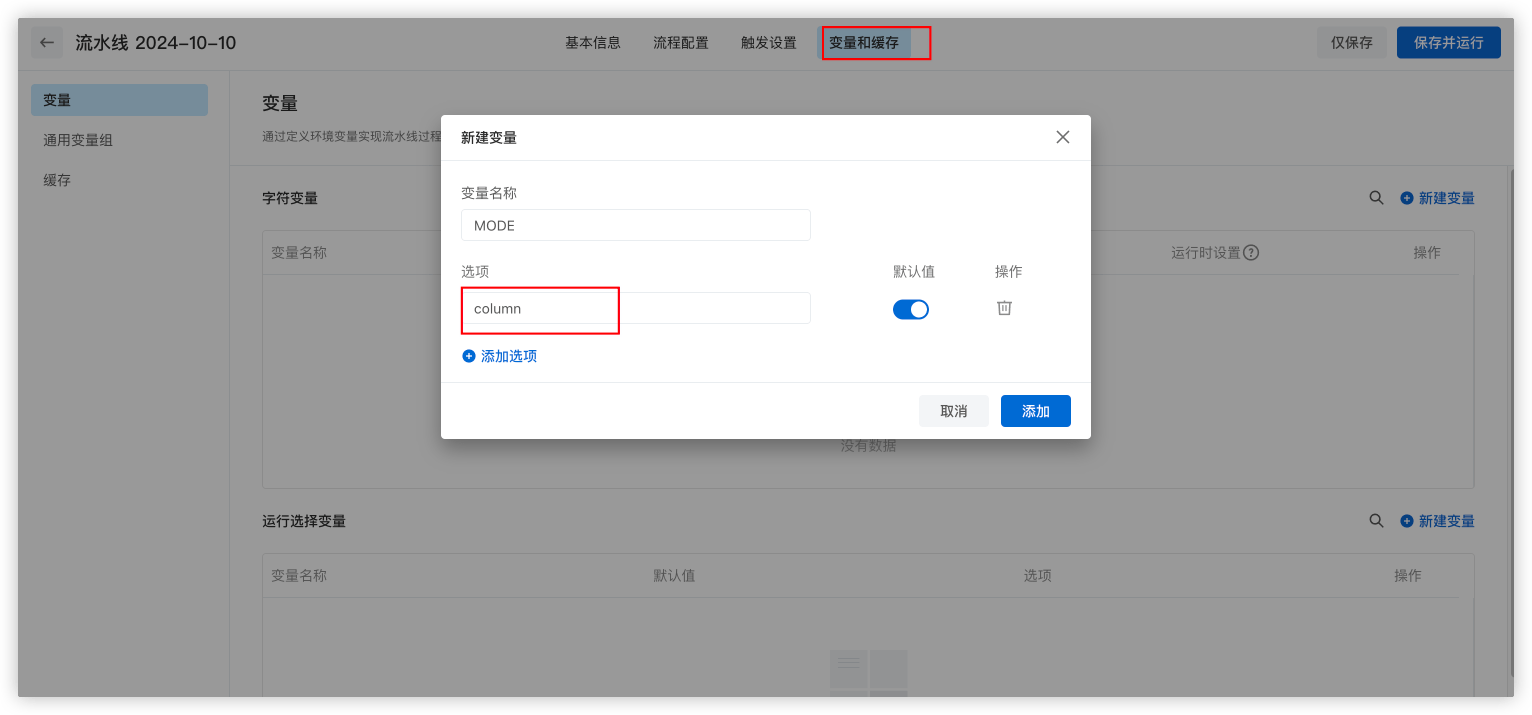 流水线 2024-10-10
基本信息 流程配置 触发设置 变量和缓存
仅保存 保存并运行
变量
通用变量组
缓存
变量
通过定义环境变量实现流水线过程
字符变量
新建变量
变量名称
运行时设置 ?
操作
没有数据
新建变量
变量名称
MODE
选项 默认值 操作
column
添加选项
取消 添加
运行选择变量
新建变量
变量名称 默认值 选项 操作